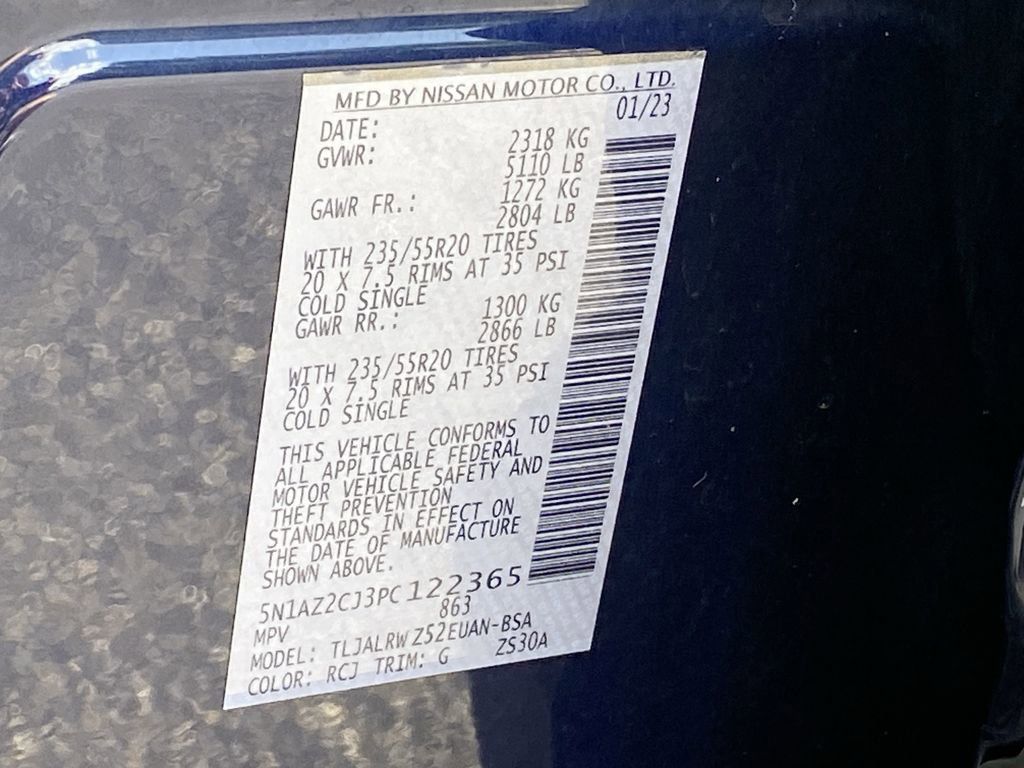 MFD BY NISSAN MOTOR CO., LTD.
DATE: 01/23
GVWR: 2318 KG
5110 LB
GAWR FR.: 1272 KG
2804 LB
WITH 235/55R20 TIRES
20 X 7.5 RIMS AT 35 PSI
COLD SINGLE
GAWR RR.: 1300 KG
2866 LB
WITH 235/55R20 TIRES
20 X 7.5 RIMS AT 35 PSI
COLD SINGLE
THIS VEHICLE CONFORMS TO
ALL APPLICABLE FEDERAL
MOTOR VEHICLE SAFETY AND
THEFT PREVENTION
STANDARDS IN EFFECT ON
THE DATE OF MANUFACTURE
SHOWN ABOVE.
5N1AZ2CJ3PC122365
MPV 863
MODEL: TLJALRWZ52EUAN-BSA
COLOR: RCJ TRIM: G ZS30A